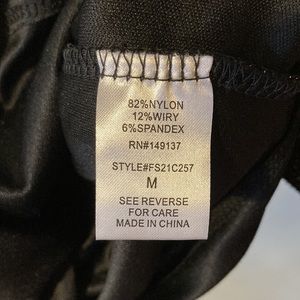 82%NYLON
12%WIRY
6%SPANDEX
RN#149137
STYLE#FS21C257
M
SEE REVERSE
FOR CARE
MADE IN CHINA